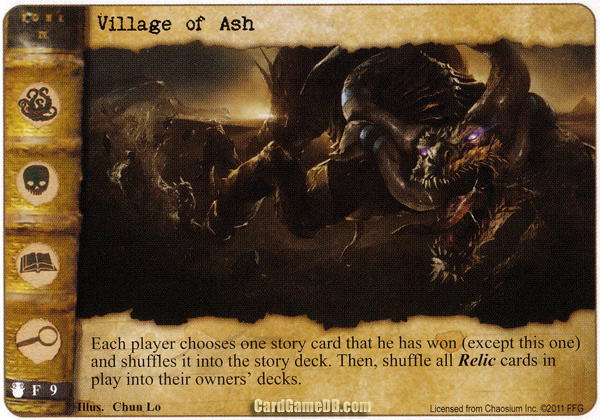 TOME
IX
Village of Ash
Each player chooses one story card that he has won (except this one)
and shuffles it into the story deck. Then, shuffle all Relic cards in
play into their owners' decks.
F 9
Illus. Chun Lo
CardGameDB.com
Licensed from Chaosium Inc. ©2011 FFG